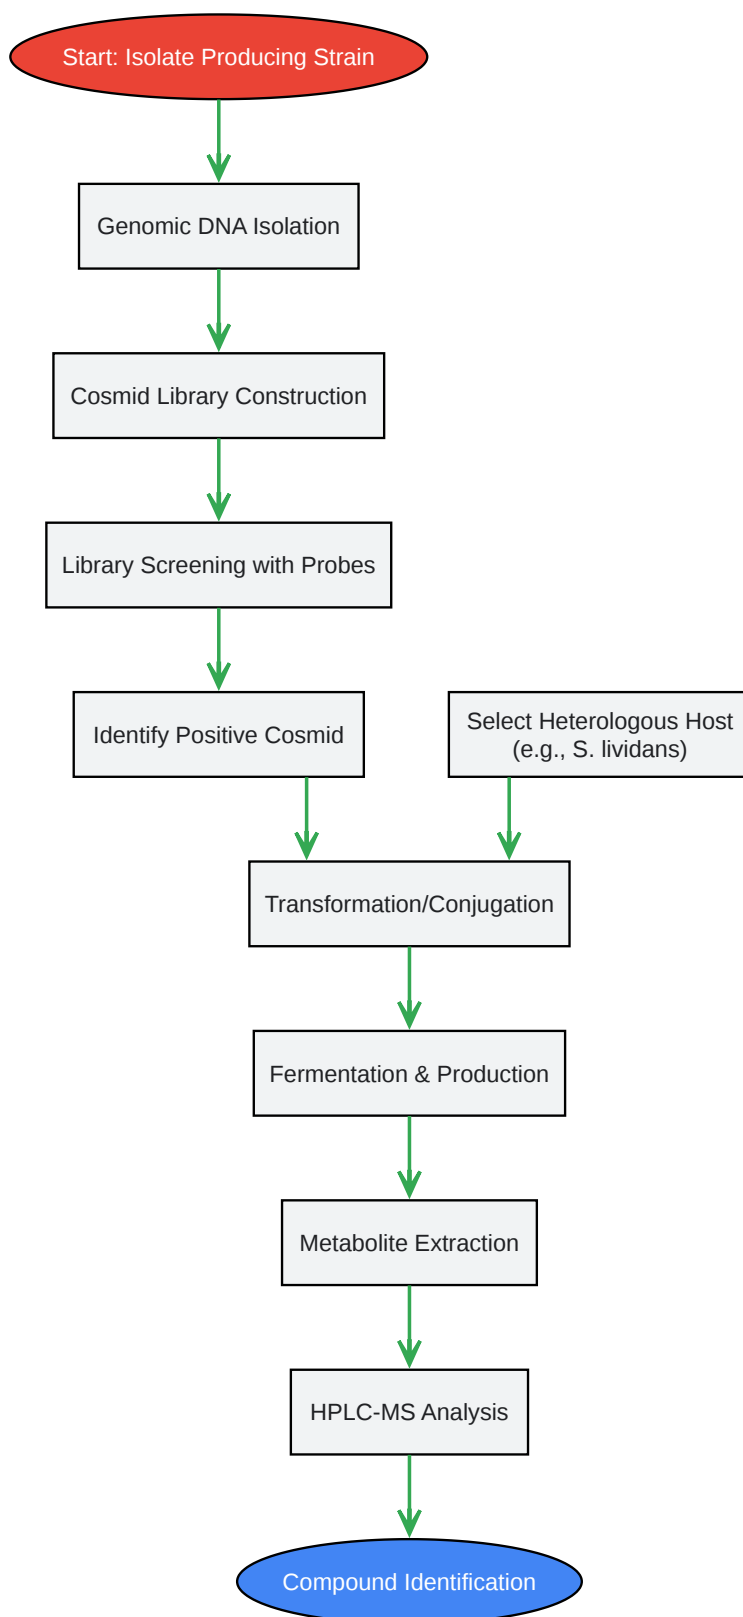 Start: Isolate Producing Strain
Genomic DNA Isolation
Cosmid Library Construction
Library Screening with Probes
Identify Positive Cosmid
Select Heterologous Host
(e.g., S. lividans)
Transformation/Conjugation
Fermentation & Production
Metabolite Extraction
HPLC-MS Analysis
Compound Identification